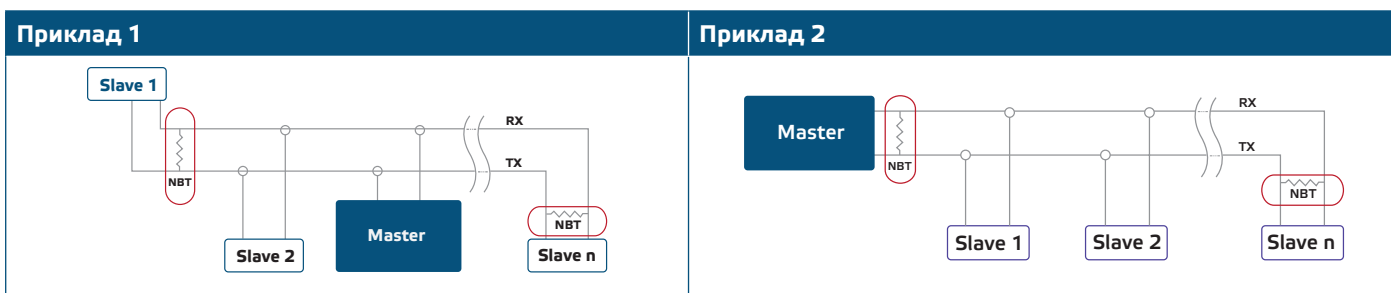 Приклад 1
Slave 1
RX
TX
NBT
NBT
Slave 2
Master
Slave n
Приклад 2
Master
RX
TX
NBT
NBT
Slave 1
Slave 2
Slave n